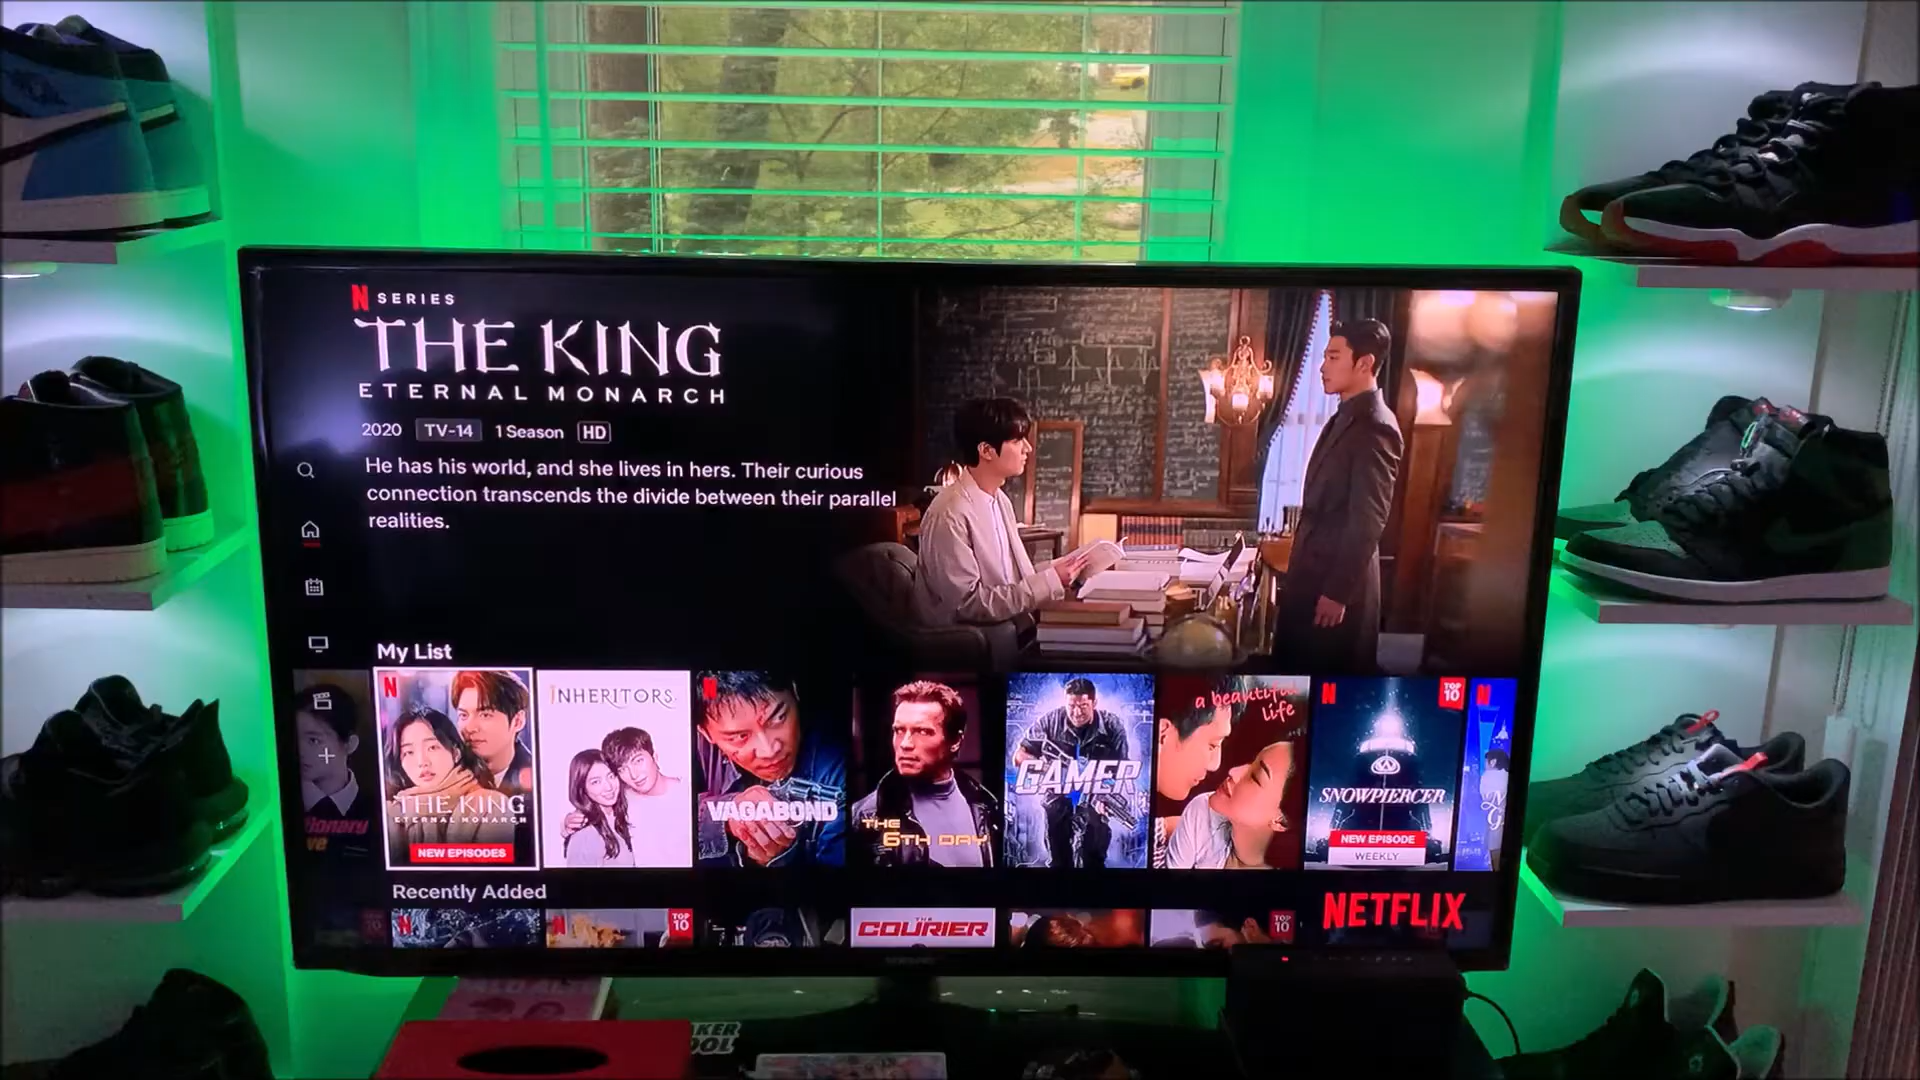 N SERIES
THE KING
ETERNAL MONARCH
2020 TV-14 1 Season HD
He has his world, and she lives in hers. Their curious
connection transcends the divide between their parallel
realities.
My List
N
THE KING
ETERNAL MONARCH
NEW EPISODES
INHERITORS
N
VAGABOND
THE
6TH DAY
GAMER
a beautiful
life
N
TOP
10
SNOWPIERCER
NEW EPISODE
WEEKLY
N
Recently Added
10
N
N
TOP
10
THE
COURIER
TOP
10
NETFLIX
SAMSUNG